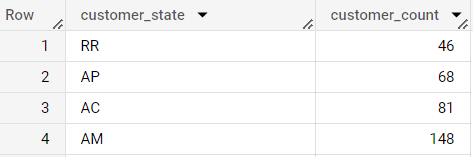 Row customer_state customer_count
1 RR 46
2 AP 68
3 AC 81
4 AM 148